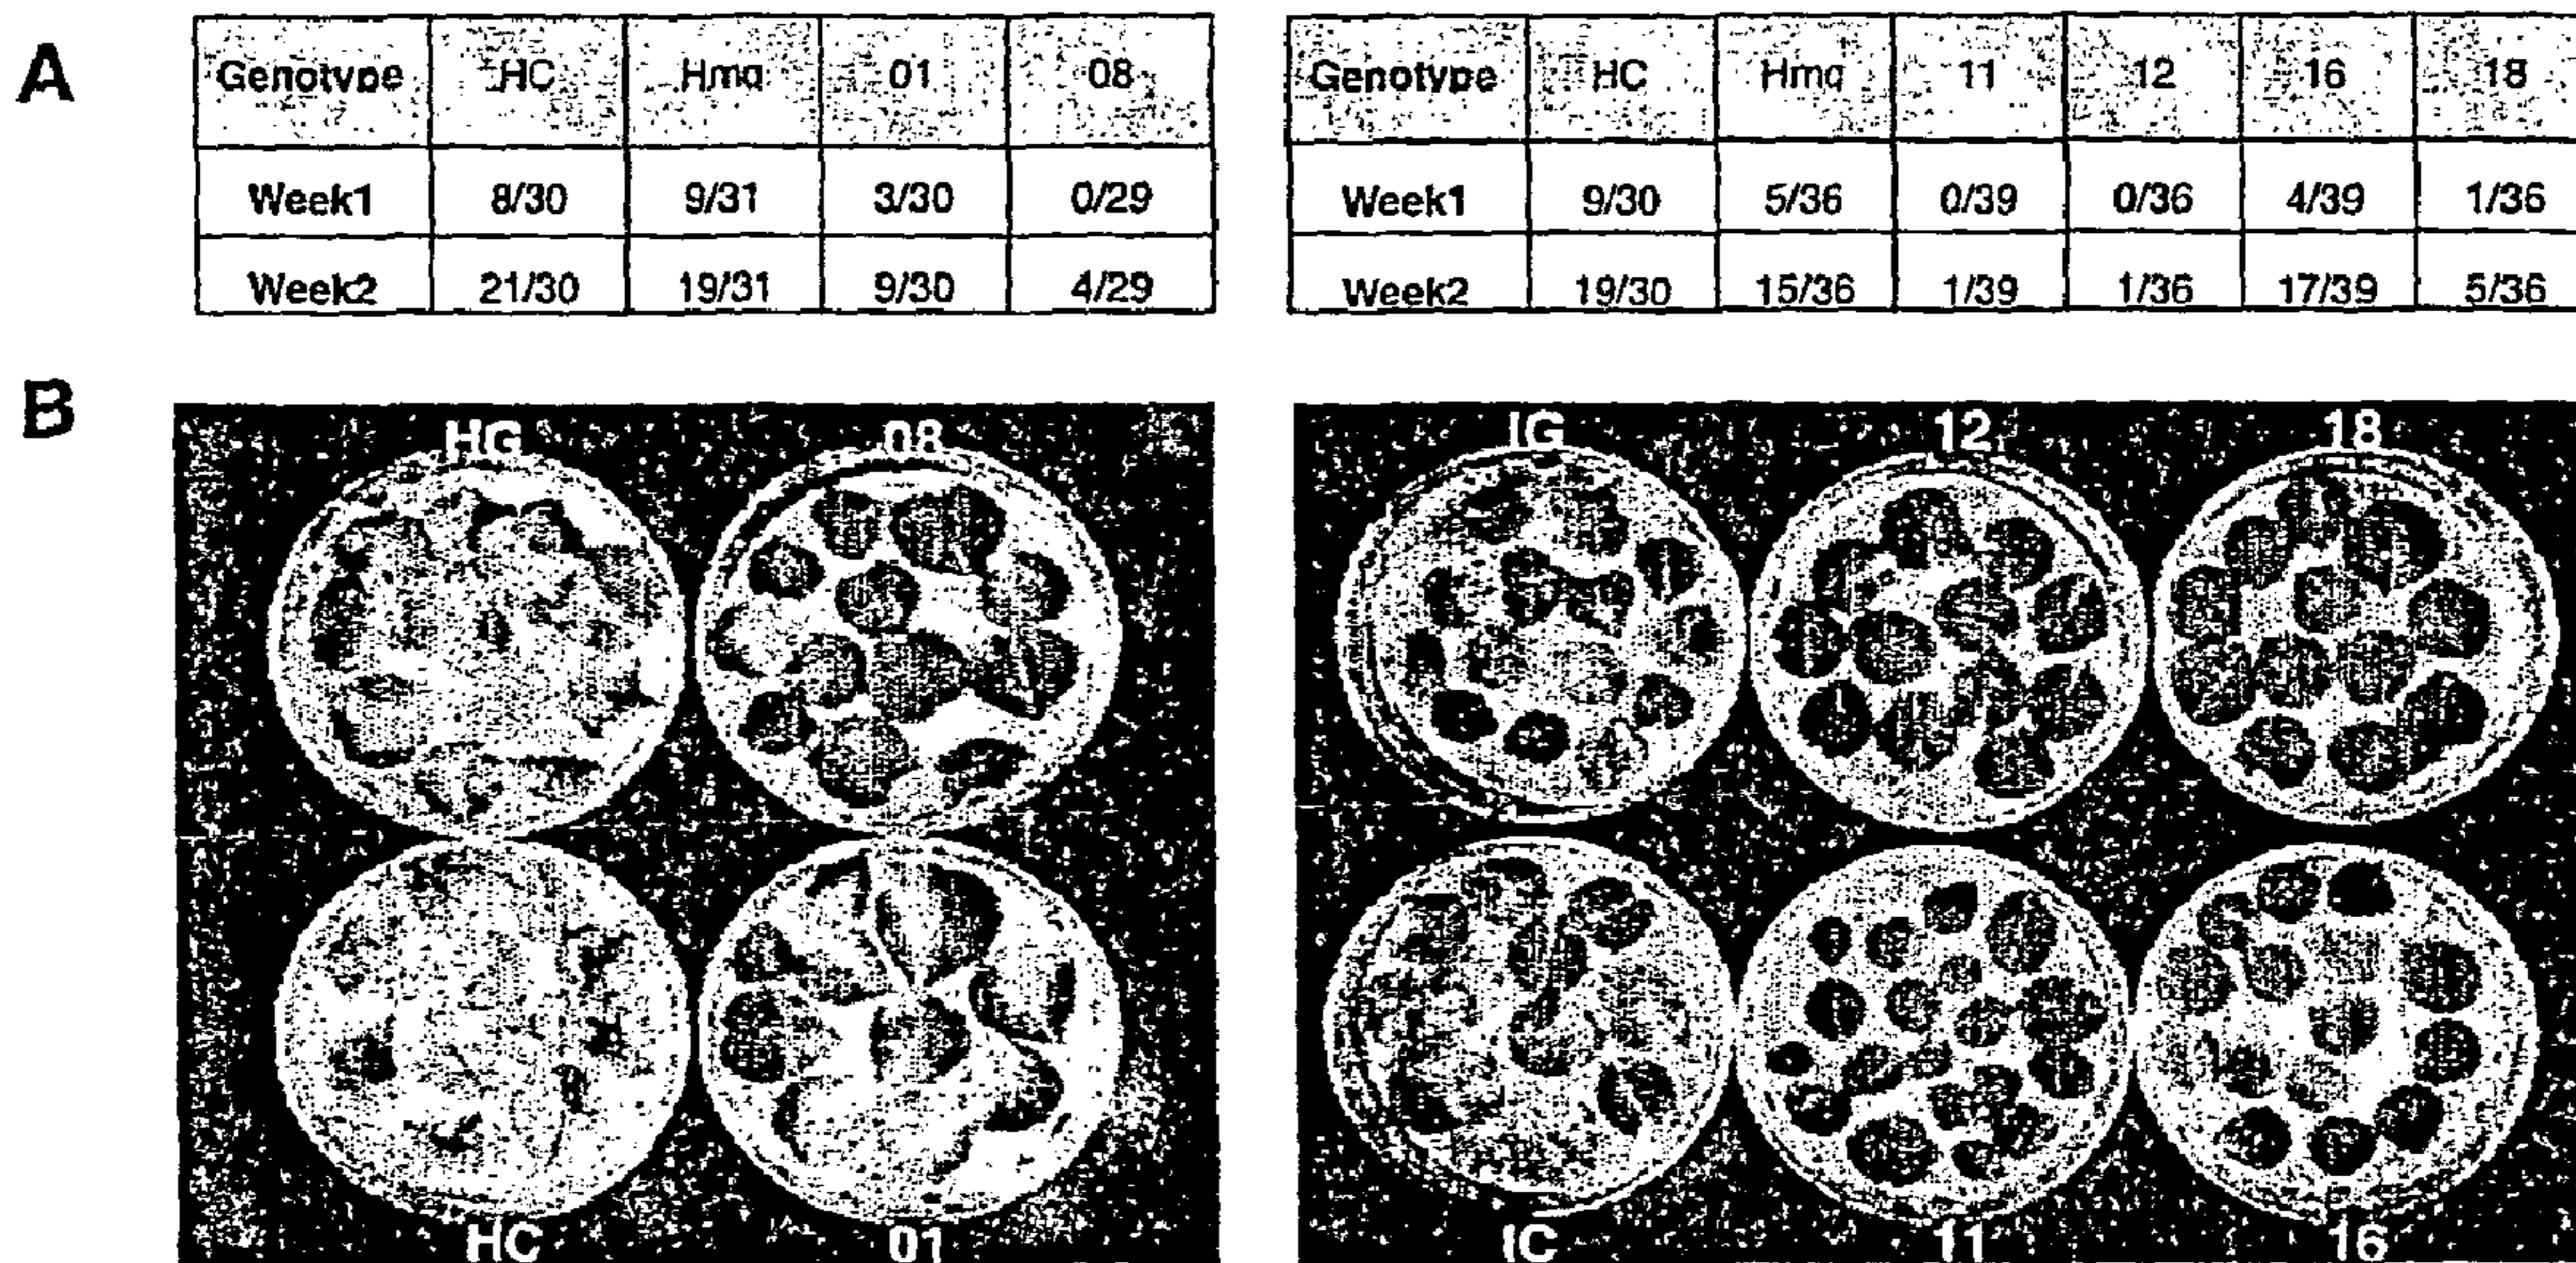 A
Genotype HC Hmg 01 08
Week1 8/30 9/31 3/30 0/29
Week2 21/30 19/31 9/30 4/29
Genotype HC Hmg 11 12 16 18
Week1 9/30 5/36 0/39 0/36 4/39 1/36
Week2 19/30 15/36 1/39 1/36 17/39 5/36
B
HG 08
HC 01
IG 12 18
IC 11 16